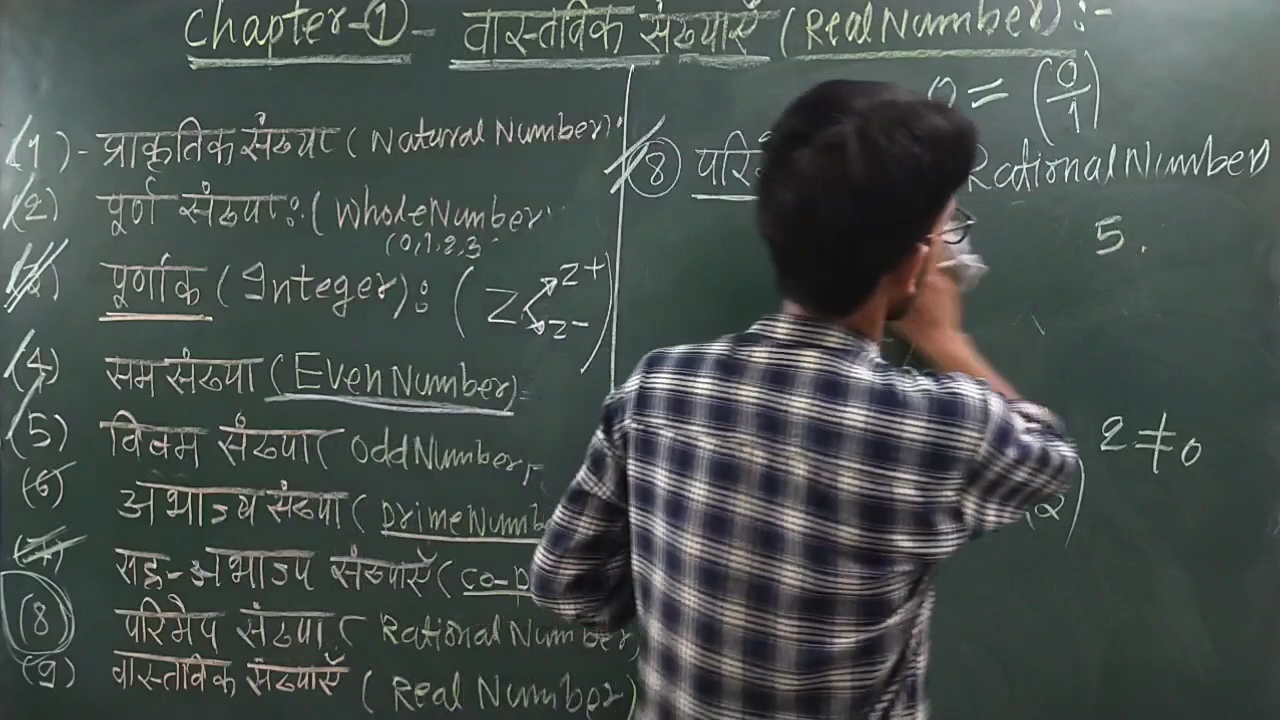 Chapter-① - वास्तविक संख्याएँ (Real Number) :-
(1) - प्राकृतिक संख्या (Natural Number).
(2) पूर्ण संख्या: (Whole Number
(0,1,2,3
पूर्णांक (Integer): (Z Z+ Z-)
(4) सम संख्या (Even Number)=
(5) विषम संख्या ( Odd Number,-
(6) अभाज्य संख्या (Prime Numb
(7) सह-अभाज्य संख्याएँ (co-p
(8) परिमेय संख्या ( Rational Number)
(9) वास्तविक संख्याएँ (Real Number)
0 = (0/1)
⑧ परि Rational Number
5.
2≠0
2)